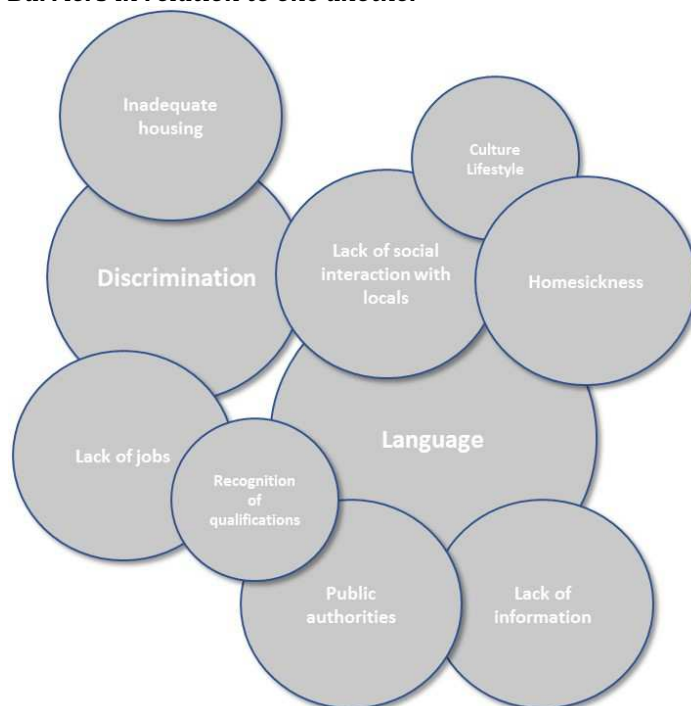 Barriers in relation to one another
Inadequate
housing
Culture
Lifestyle
Lack of social
interaction with
locals
Discrimination
Homesickness
Language
Lack of jobs
Recognition
of
qualifications
Public
authorities
Lack of
information